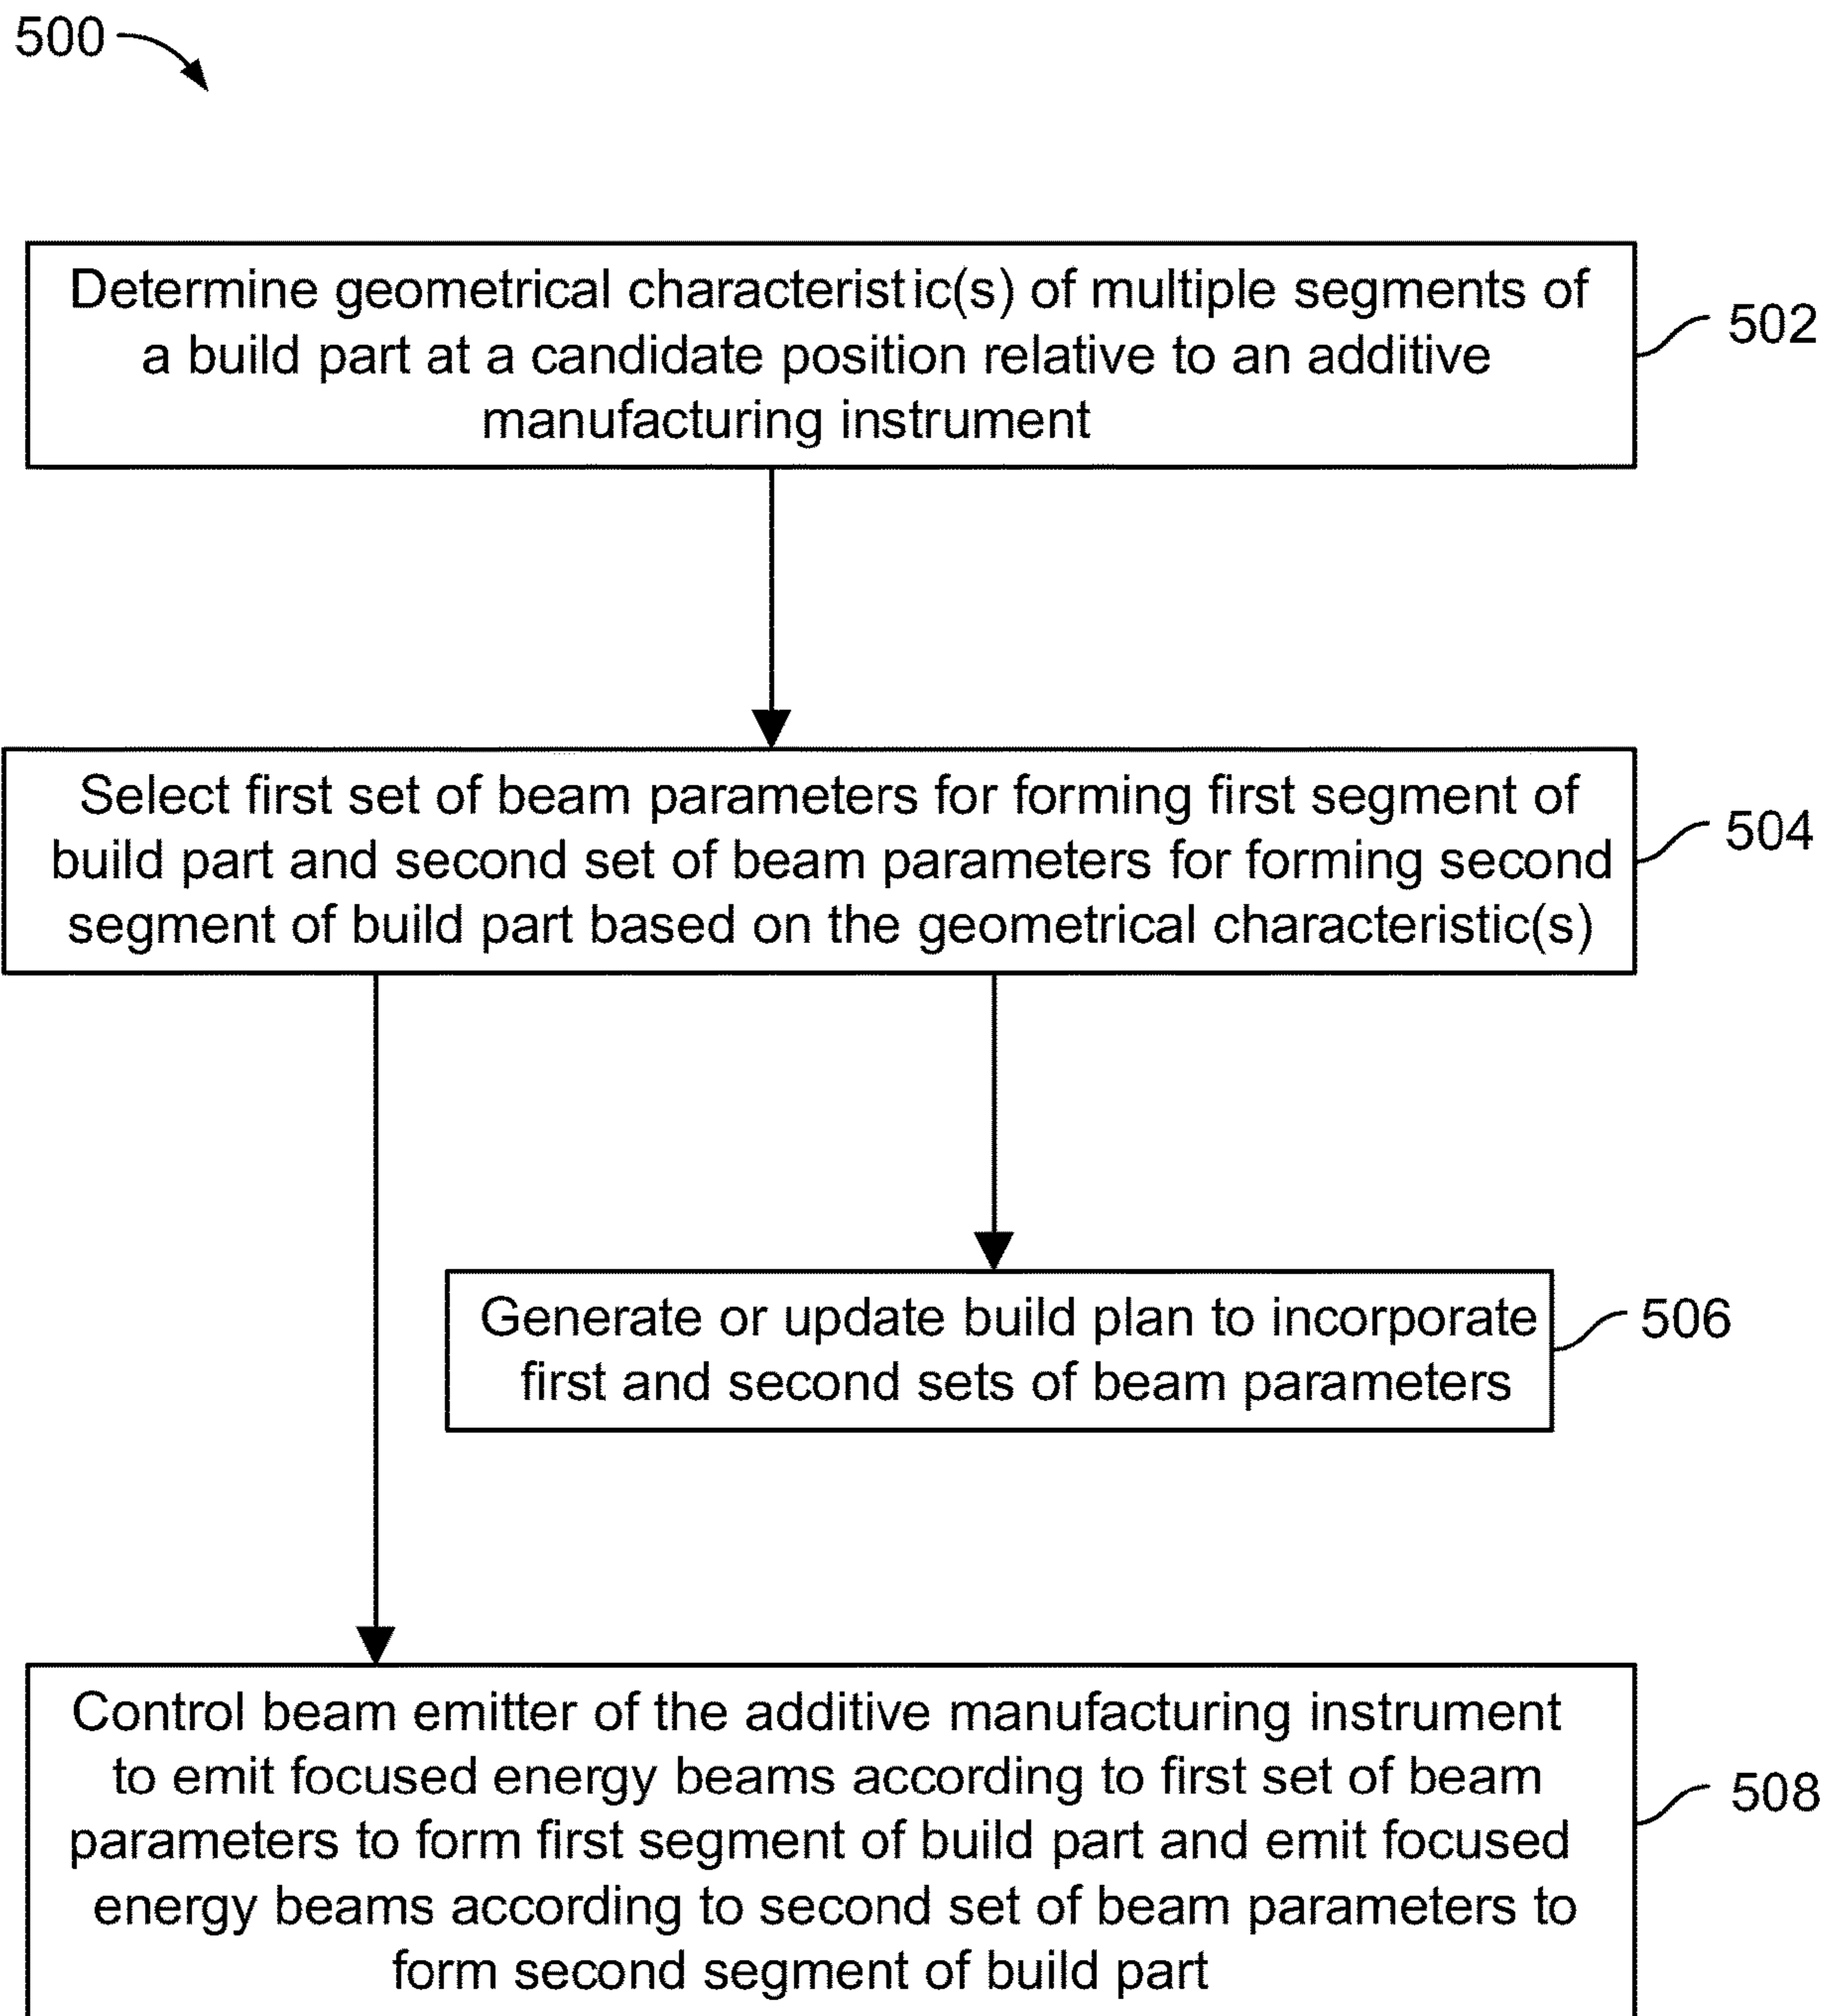 500
Determine geometrical characteristic(s) of multiple segments of
a build part at a candidate position relative to an additive
manufacturing instrument
502
Select first set of beam parameters for forming first segment of
build part and second set of beam parameters for forming second
segment of build part based on the geometrical characteristic(s)
504
Generate or update build plan to incorporate
first and second sets of beam parameters
506
Control beam emitter of the additive manufacturing instrument
to emit focused energy beams according to first set of beam
parameters to form first segment of build part and emit focused
energy beams according to second set of beam parameters to
form second segment of build part
508